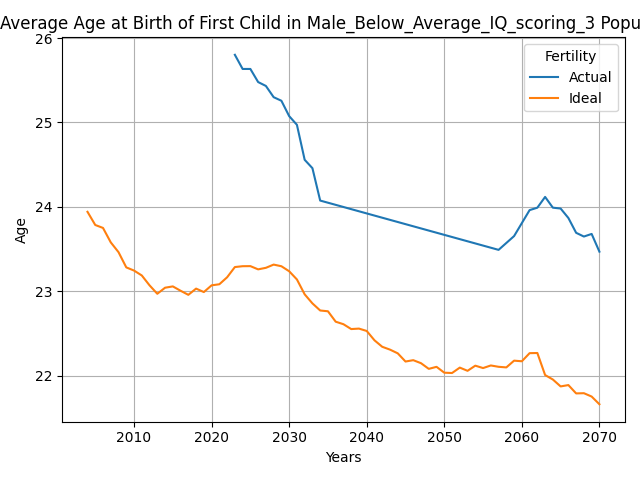 Average Age at Birth of First Child in Male_Below_Average_IQ_scoring_3 Popu
Fertility
Actual
Ideal
26
25
24
23
22
Age
2010 2020 2030 2040 2050 2060 2070
Years